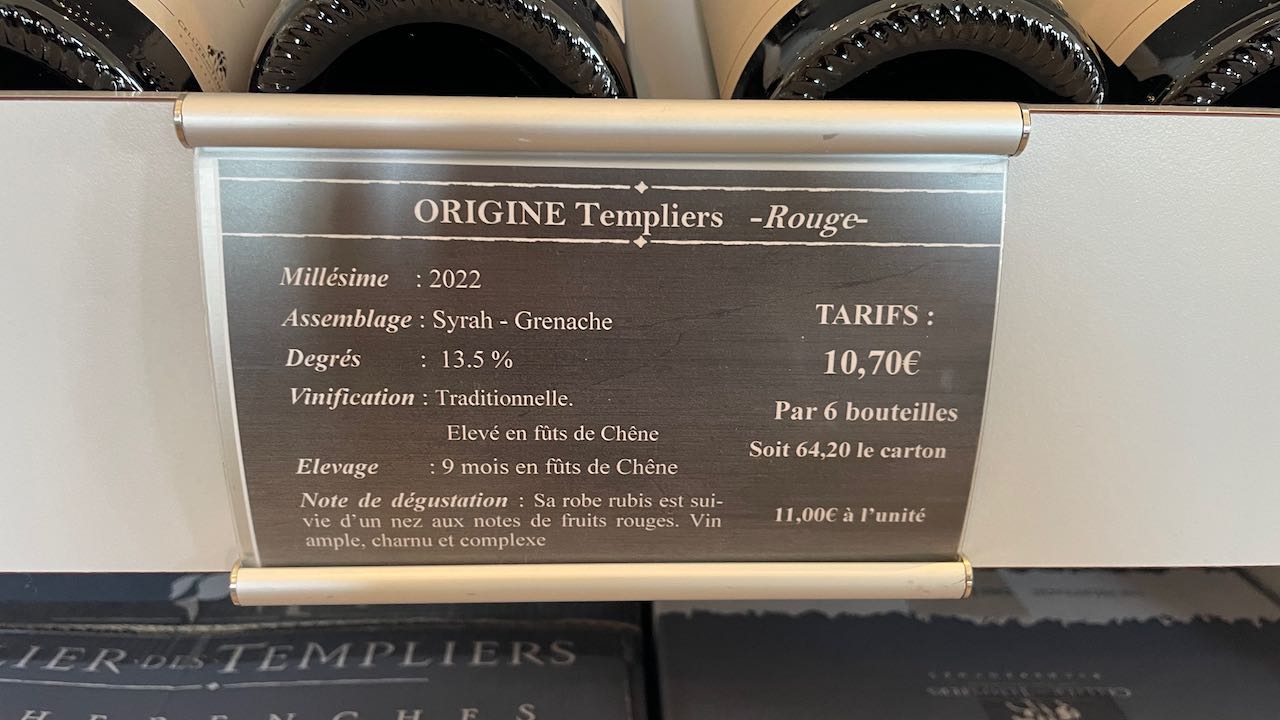 ORIGINE Templiers -Rouge-
Millésime : 2022
Assemblage : Syrah - Grenache
Degrés : 13.5 %
Vinification : Traditionnelle.
Elevé en fûts de Chêne
Elevage : 9 mois en fûts de Chêne
Note de dégustation : Sa robe rubis est sui-
vie d'un nez aux notes de fruits rouges. Vin
ample, charnu et complexe
TARIFS :
10,70€
Par 6 bouteilles
Soit 64,20 le carton
11,00€ à l'unité
LIER DES TEMPLIERS